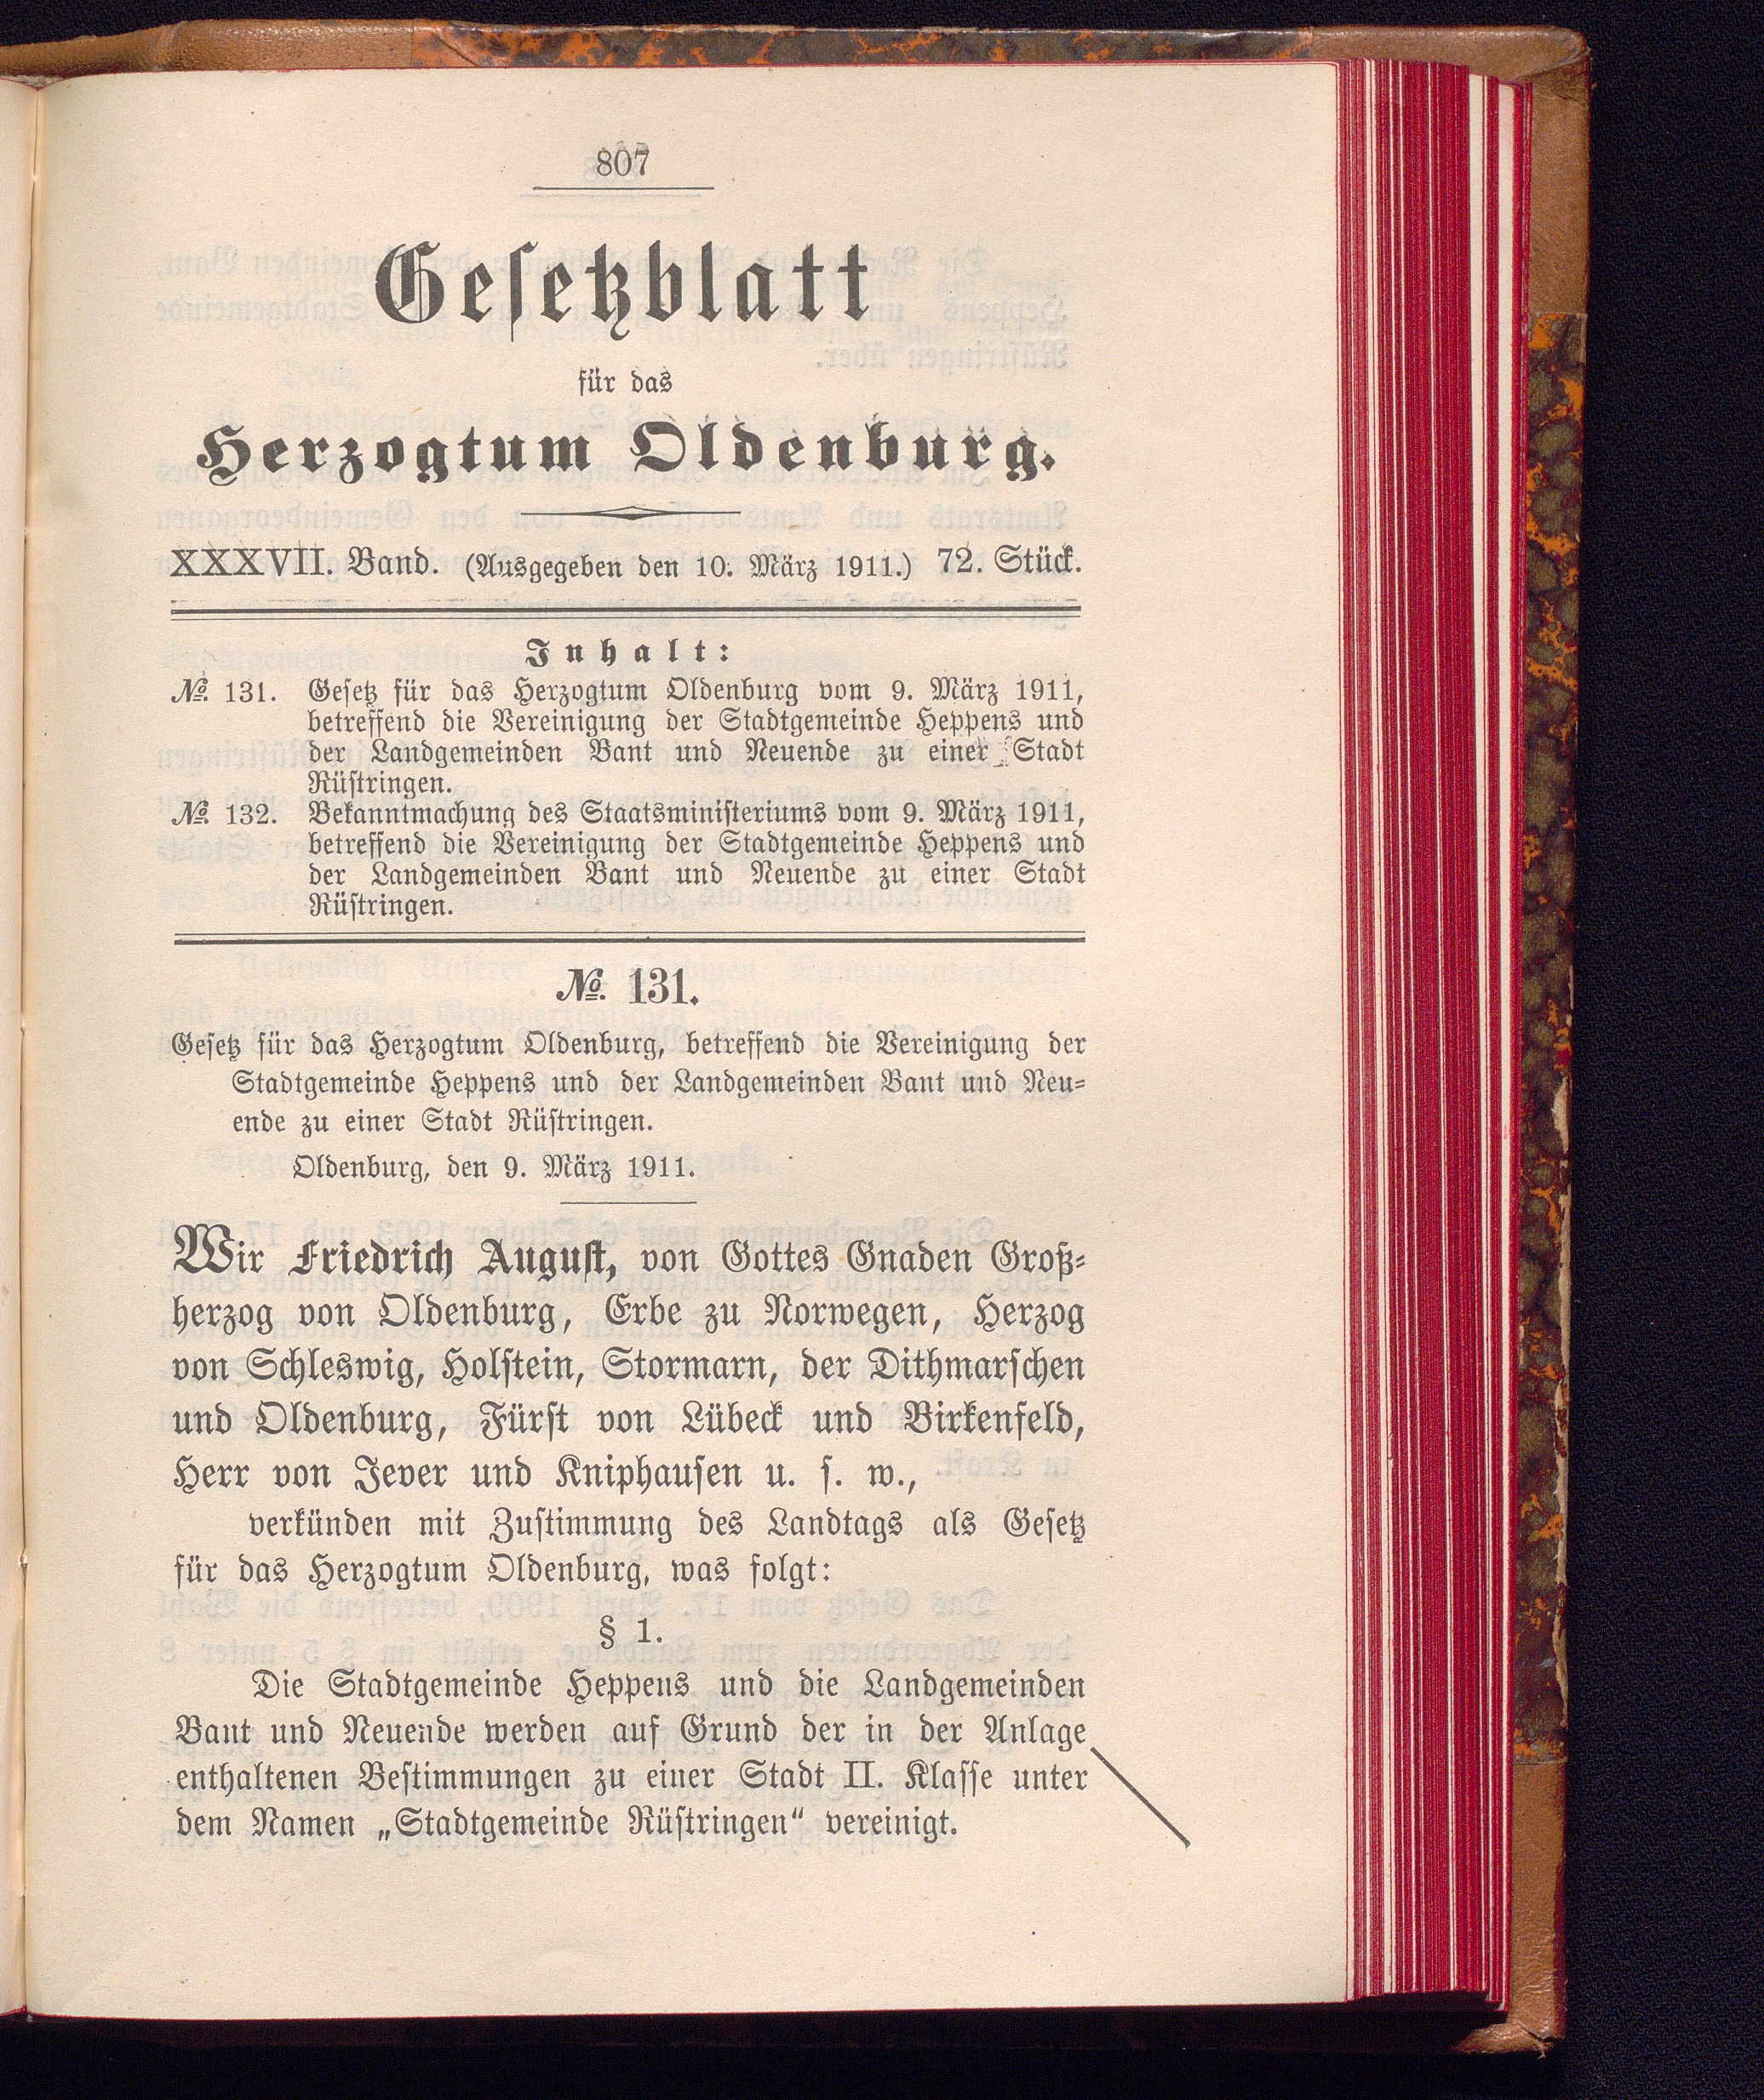 807
Gesetzblatt
für das
Herzogtum Oldenburg.
XXXVII. Band. (Ausgegeben den 10. März 1911.) 72. Stück.
Inhalt:
№ 131. Gesetz für das Herzogtum Oldenburg vom 9. März 1911,
betreffend die Vereinigung der Stadtgemeinde Heppens und
der Landgemeinden Bant und Neuende zu einer Stadt
Rüstringen.
№ 132. Bekanntmachung des Staatsministeriums vom 9. März 1911,
betreffend die Vereinigung der Stadtgemeinde Heppens und
der Landgemeinden Bant und Neuende zu einer Stadt
Rüstringen.
№ 131.
Gesetz für das Herzogtum Oldenburg, betreffend die Vereinigung der
Stadtgemeinde Heppens und der Landgemeinden Bant und Neu-
ende zu einer Stadt Rüstringen.
Oldenburg, den 9. März 1911.
Wir Friedrich August, von Gottes Gnaden Groß-
herzog von Oldenburg, Erbe zu Norwegen, Herzog
von Schleswig, Holstein, Stormarn, der Dithmarschen
und Oldenburg, Fürst von Lübeck und Birkenfeld,
Herr von Jever und Kniphausen u. s. w.,
verkünden mit Zustimmung des Landtags als Gesetz
für das Herzogtum Oldenburg, was folgt:
§ 1.
Die Stadtgemeinde Heppens und die Landgemeinden
Bant und Neuende werden auf Grund der in der Anlage
enthaltenen Bestimmungen zu einer Stadt II. Klasse unter
dem Namen „Stadtgemeinde Rüstringen“ vereinigt.